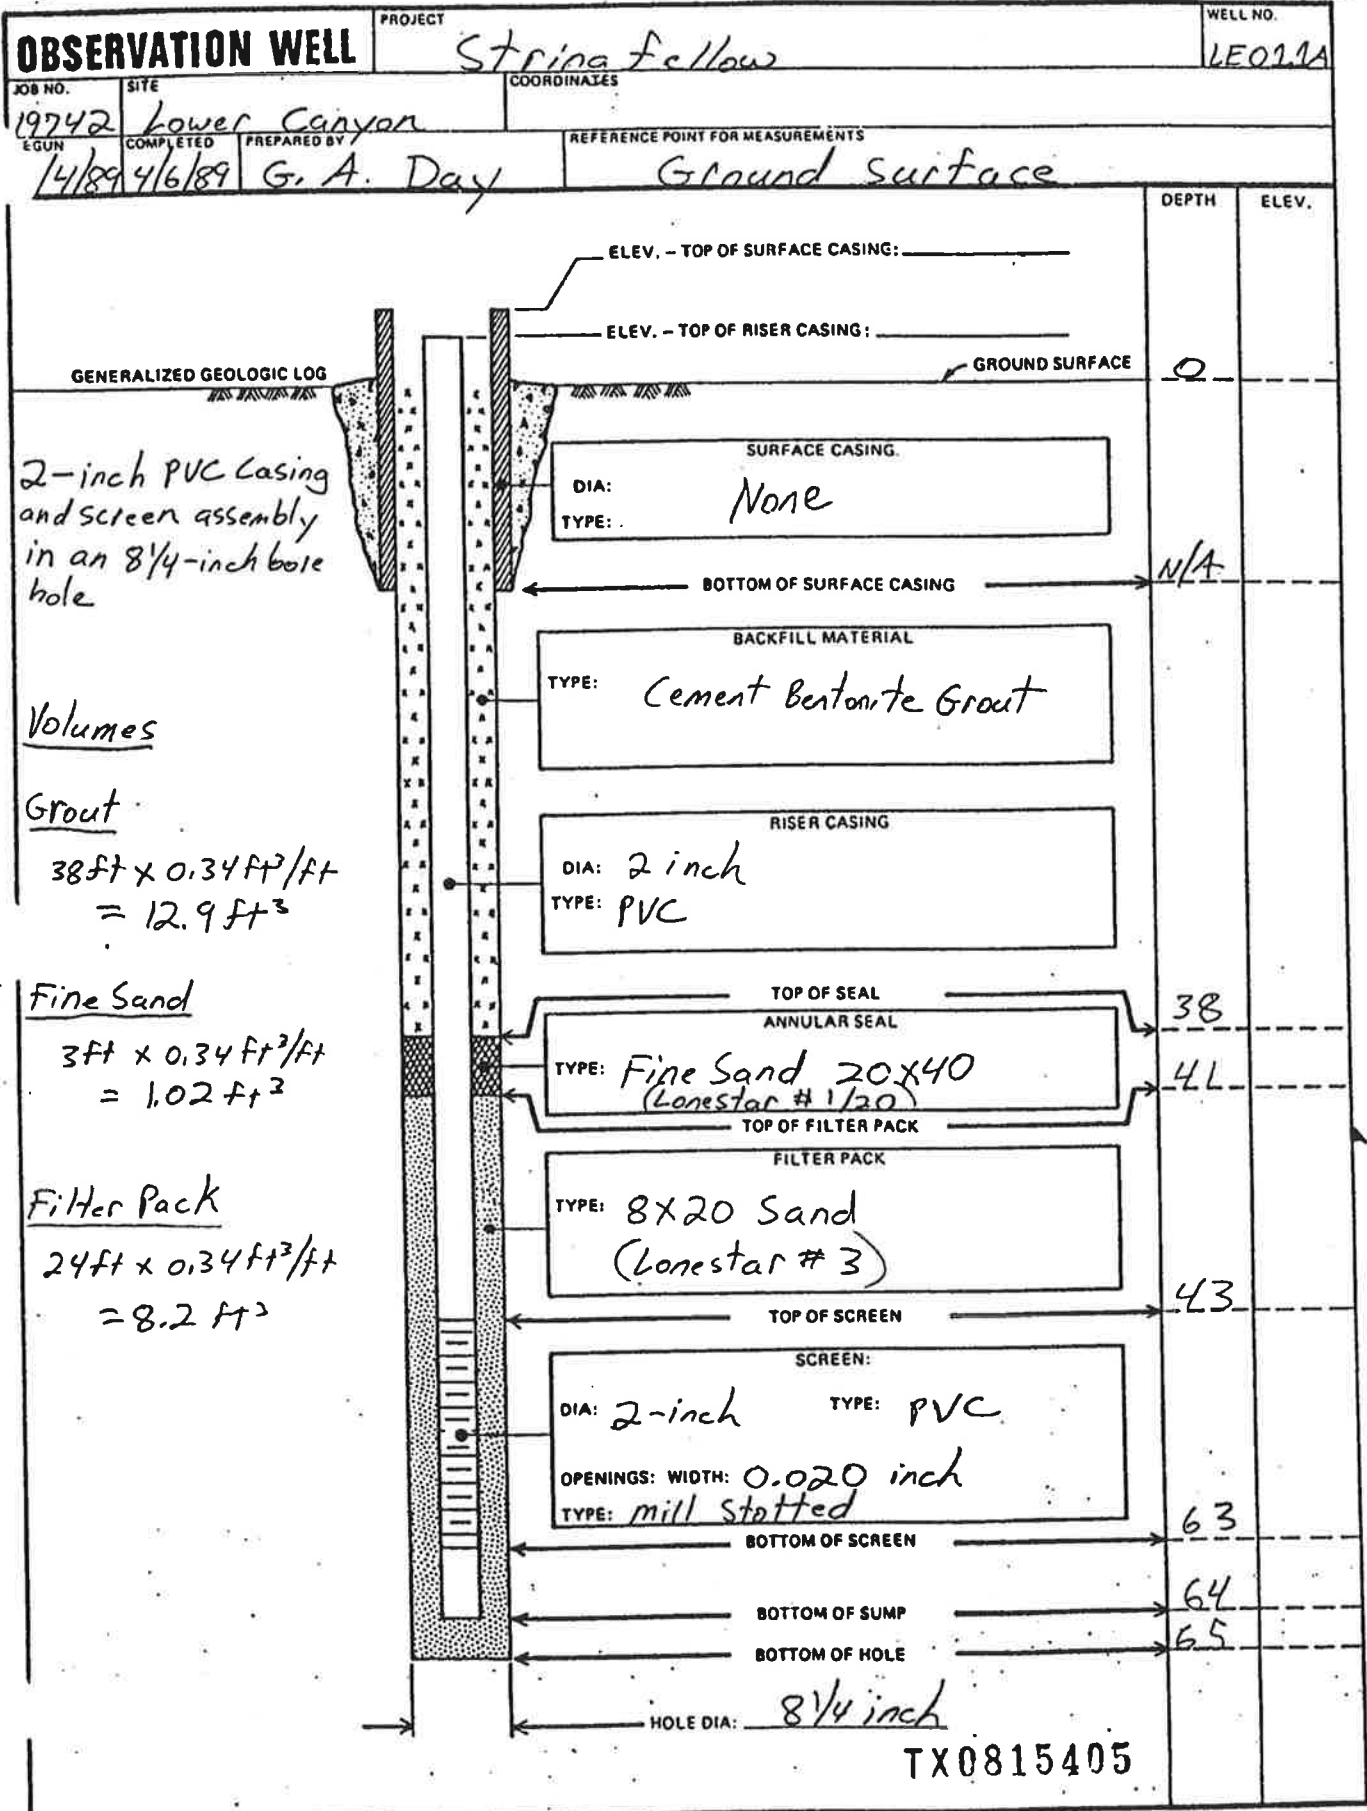 OBSERVATION WELL
PROJECT
Stringfellow
WELL NO.
JOB NO.
19742
SITE
Lower Canyon
COORDINATES
EGUN
/4/89
COMPLETED
4/6/89
PREPARED BY
G. A. Day
REFERENCE POINT FOR MEASUREMENTS
Ground Surface
DEPTH
ELEV.
ELEV. – TOP OF SURFACE CASING:
ELEV. – TOP OF RISER CASING:
GENERALIZED GEOLOGIC LOG
GROUND SURFACE
0
2-inch PVC Casing
and screen assembly
in an 8 1/4-inch bore
hole
SURFACE CASING
DIA:
None
TYPE:
BOTTOM OF SURFACE CASING
N/A
BACKFILL MATERIAL
TYPE: Cement Bentonite Grout
Volumes
Grout
38ft x 0.34 ft³/ft
= 12.9 ft³
RISER CASING
DIA: 2 inch
TYPE: PVC
Fine Sand
3ft x 0.34 ft³/ft
= 1.02 ft³
TOP OF SEAL
38
ANNULAR SEAL
TYPE: Fine Sand 20x40
(Lonestar # 1/20)
41
TOP OF FILTER PACK
Filter Pack
24ft x 0.34 ft³/ft
= 8.2 ft³
FILTER PACK
TYPE: 8x20 Sand
(Lonestar # 3)
TOP OF SCREEN
43
SCREEN:
DIA: 2-inch TYPE: PVC
OPENINGS: WIDTH: 0.020 inch
TYPE: mill Slotted
BOTTOM OF SCREEN
63
BOTTOM OF SUMP
64
BOTTOM OF HOLE
65
HOLE DIA: 8 1/4 inch
TX0815405